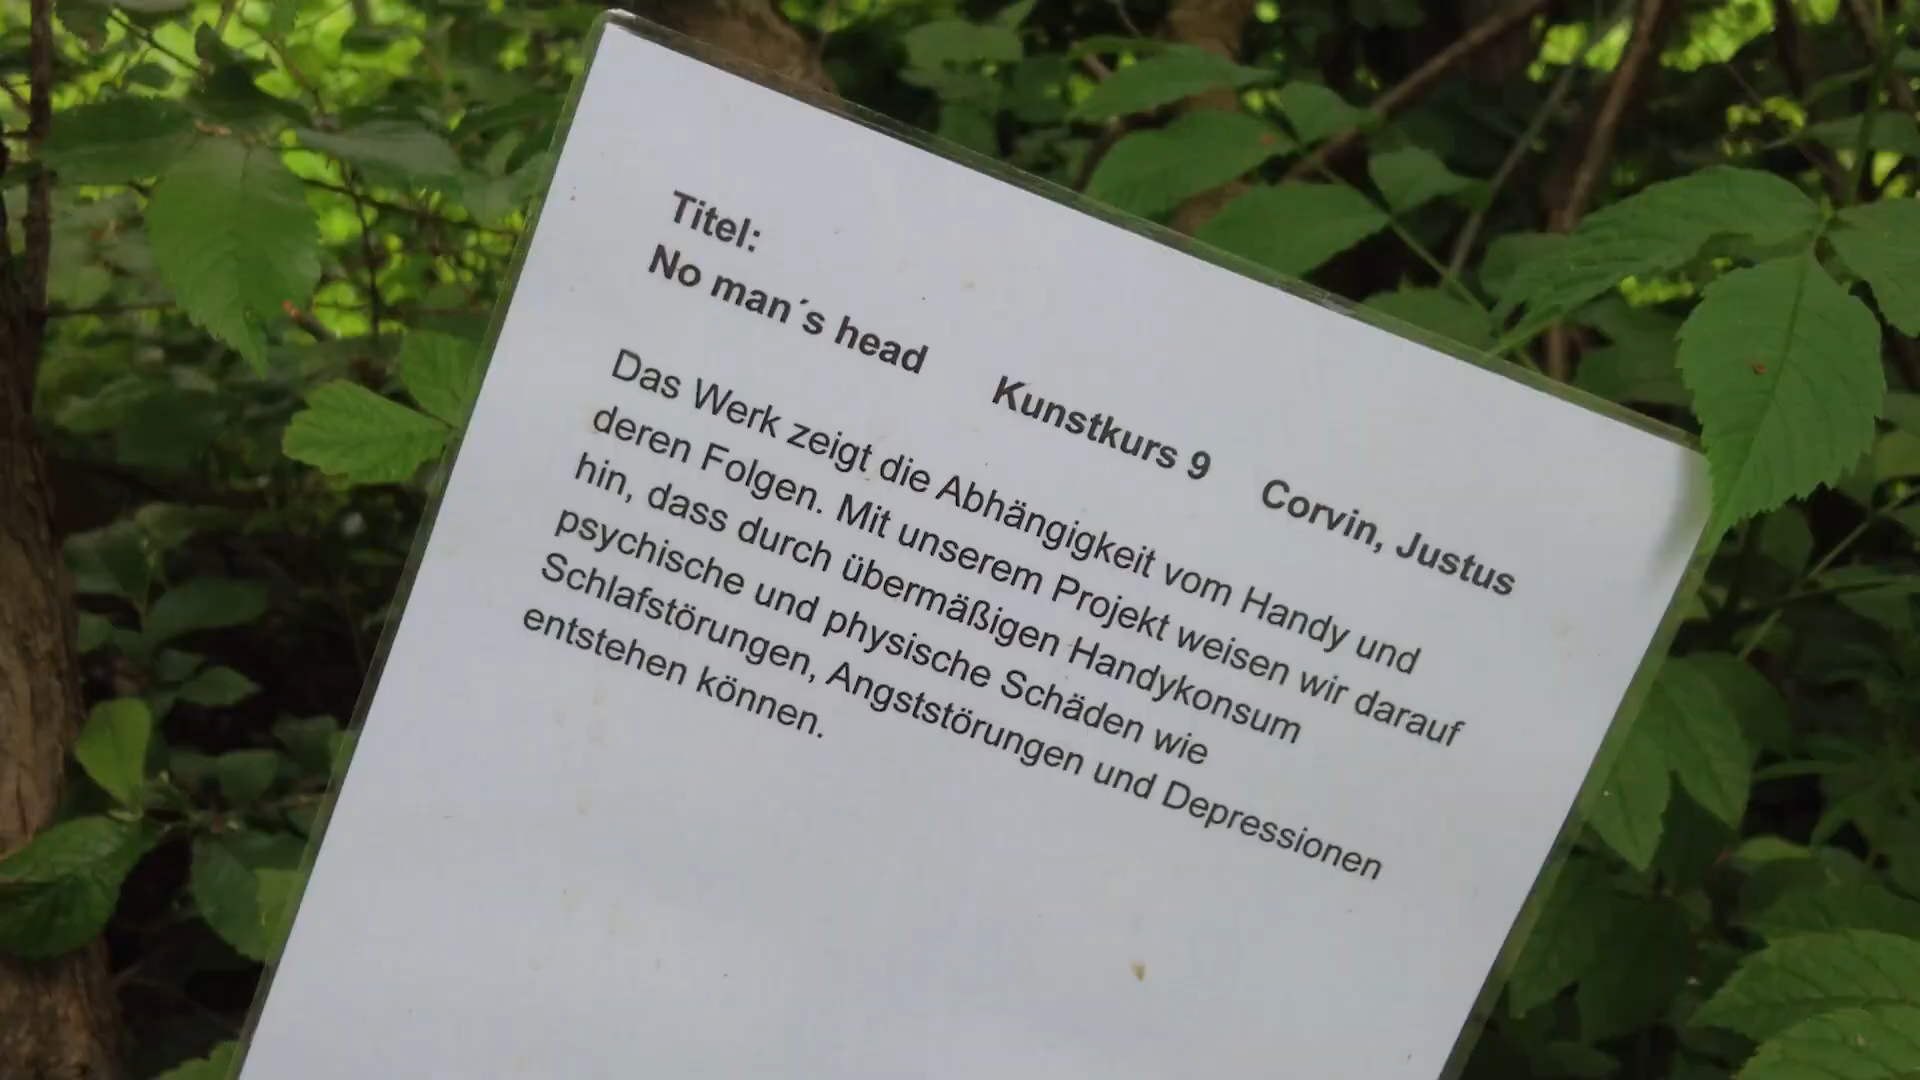 Titel:
No man´s head Kunstkurs 9 Corvin, Justus
Das Werk zeigt die Abhängigkeit vom Handy und
deren Folgen. Mit unserem Projekt weisen wir darauf
hin, dass durch übermäßigen Handykonsum
psychische und physische Schäden wie
Schlafstörungen, Angststörungen und Depressionen
entstehen können.